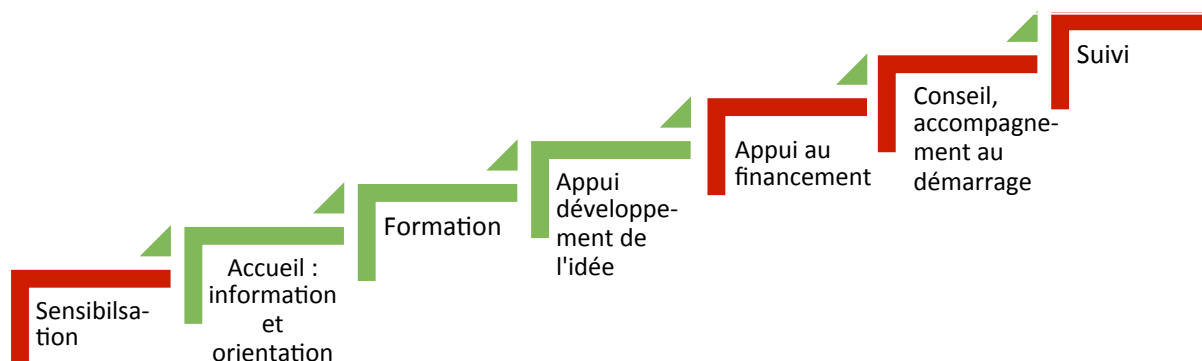 Sensibilsa-
tion
Accueil :
information
et
orientation
Formation
Appui
développe-
ment de
l'idée
Appui au
financement
Conseil,
accompagne-
ment au
démarrage
Suivi